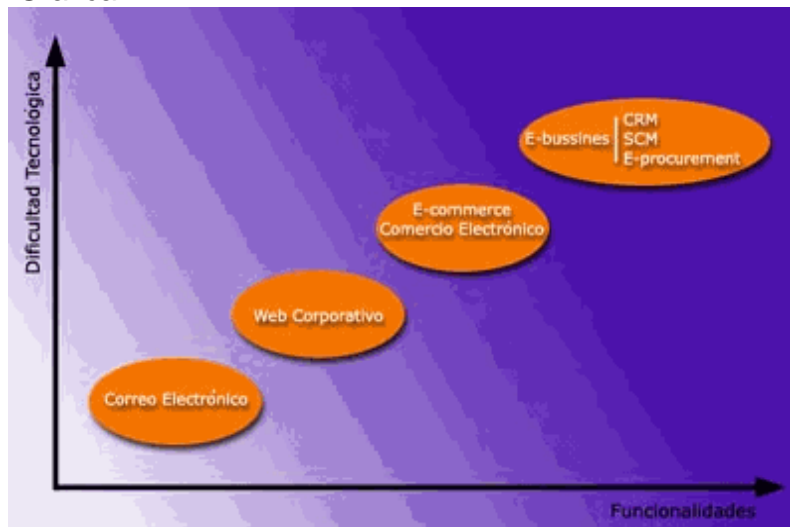 Dificultad Tecnológica
E-bussines
CRM
SCM
E-procurement
E-commerce
Comercio Electrónico
Web Corporativo
Correo Electrónico
Funcionalidades